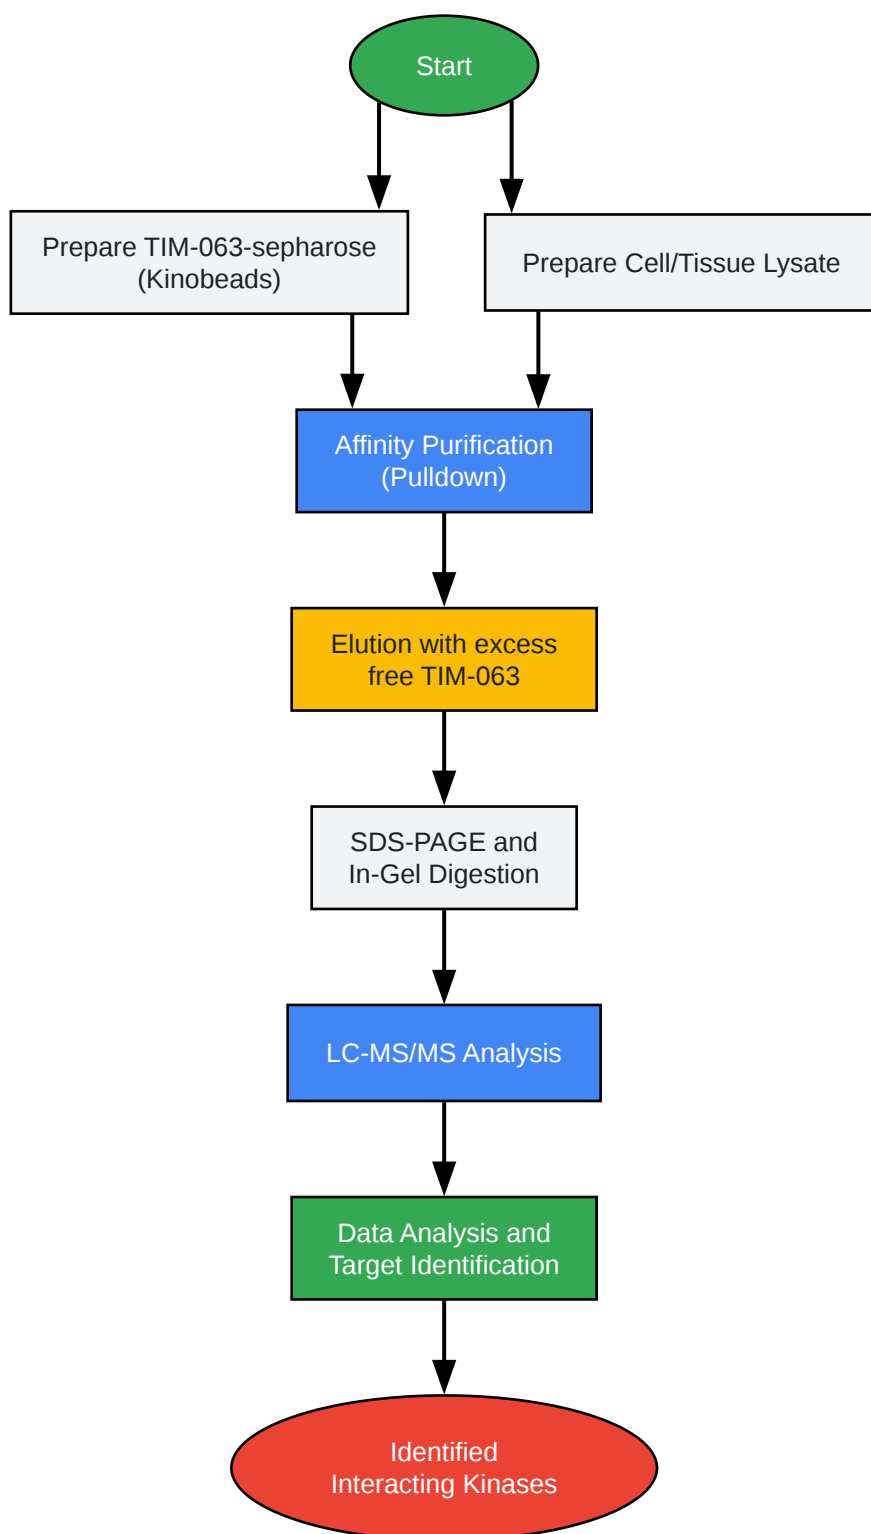 Start
Prepare TIM-063-sepharose
(Kinobeads)
Prepare Cell/Tissue Lysate
Affinity Purification
(Pulldown)
Elution with excess
free TIM-063
SDS-PAGE and
In-Gel Digestion
LC-MS/MS Analysis
Data Analysis and
Target Identification
Identified
Interacting Kinases